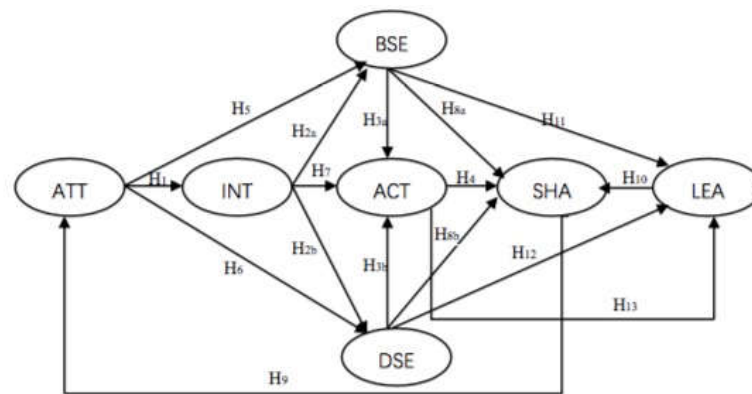 BSE
H5
H2a
H3a
H8a
H11
ATT
H1
INT
H7
ACT
H4
SHA
H10
LEA
H6
H2b
H3b
H8b
H12
H13
DSE
H9